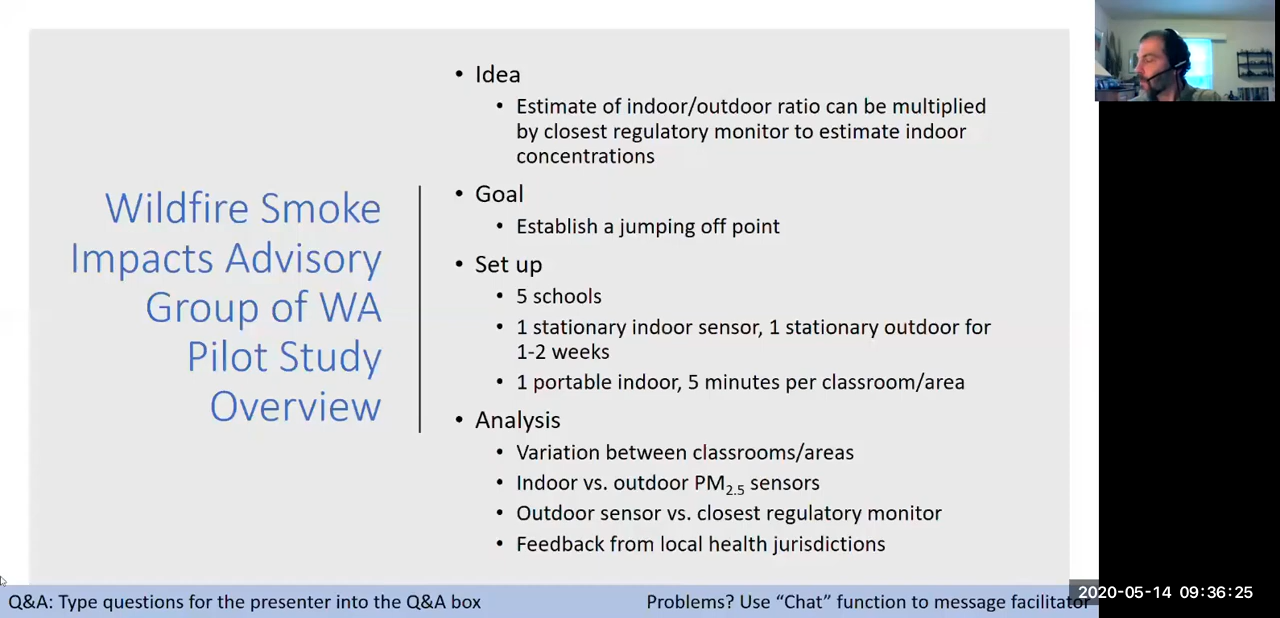 Wildfire Smoke
Impacts Advisory
Group of WA
Pilot Study
Overview
• Idea
• Estimate of indoor/outdoor ratio can be multiplied
by closest regulatory monitor to estimate indoor
concentrations
• Goal
• Establish a jumping off point
• Set up
• 5 schools
• 1 stationary indoor sensor, 1 stationary outdoor for
1-2 weeks
• 1 portable indoor, 5 minutes per classroom/area
• Analysis
• Variation between classrooms/areas
• Indoor vs. outdoor PM2.5 sensors
• Outdoor sensor vs. closest regulatory monitor
• Feedback from local health jurisdictions
Q&A: Type questions for the presenter into the Q&A box
Problems? Use “Chat” function to message facilitator
2020-05-14 09:36:25